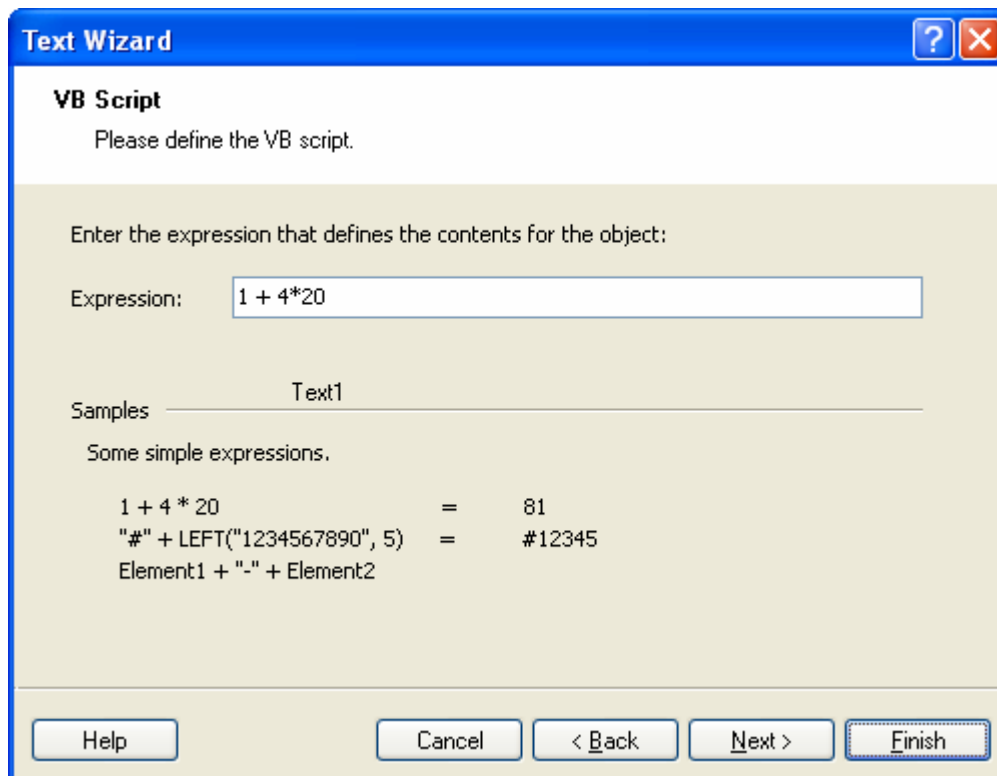 Text Wizard
VB Script
Please define the VB script.
Enter the expression that defines the contents for the object:
Expression: 1 + 4*20
Text1
Samples
Some simple expressions.
1 + 4 * 20 = 81
"#" + LEFT("1234567890", 5) = #12345
Element1 + "-" + Element2
Help Cancel < Back Next > Finish